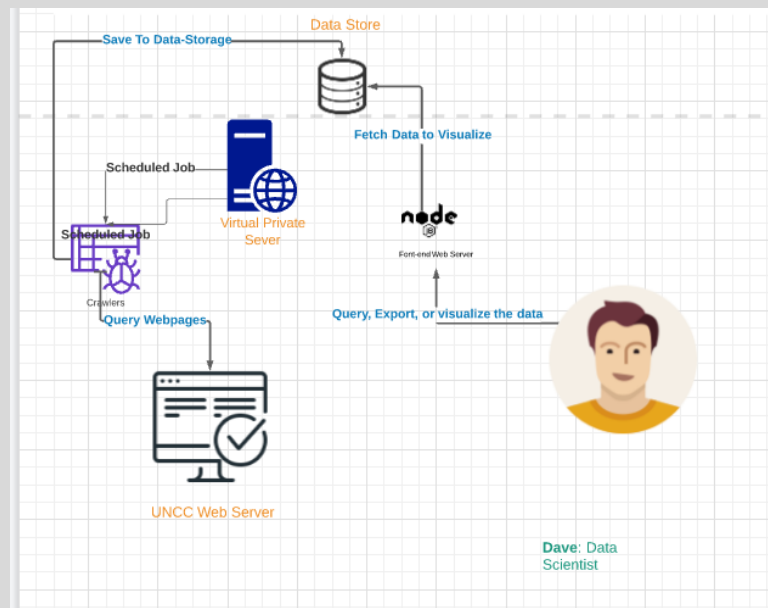 Data Store
Save To Data-Storage
Fetch Data to Visualize
Scheduled Job
Virtual Private
Sever
node
JS
Font-end Web Server
Scheduled Job
Crawlers
Query Webpages
Query, Export, or visualize the data
UNCC Web Server
Dave: Data
Scientist